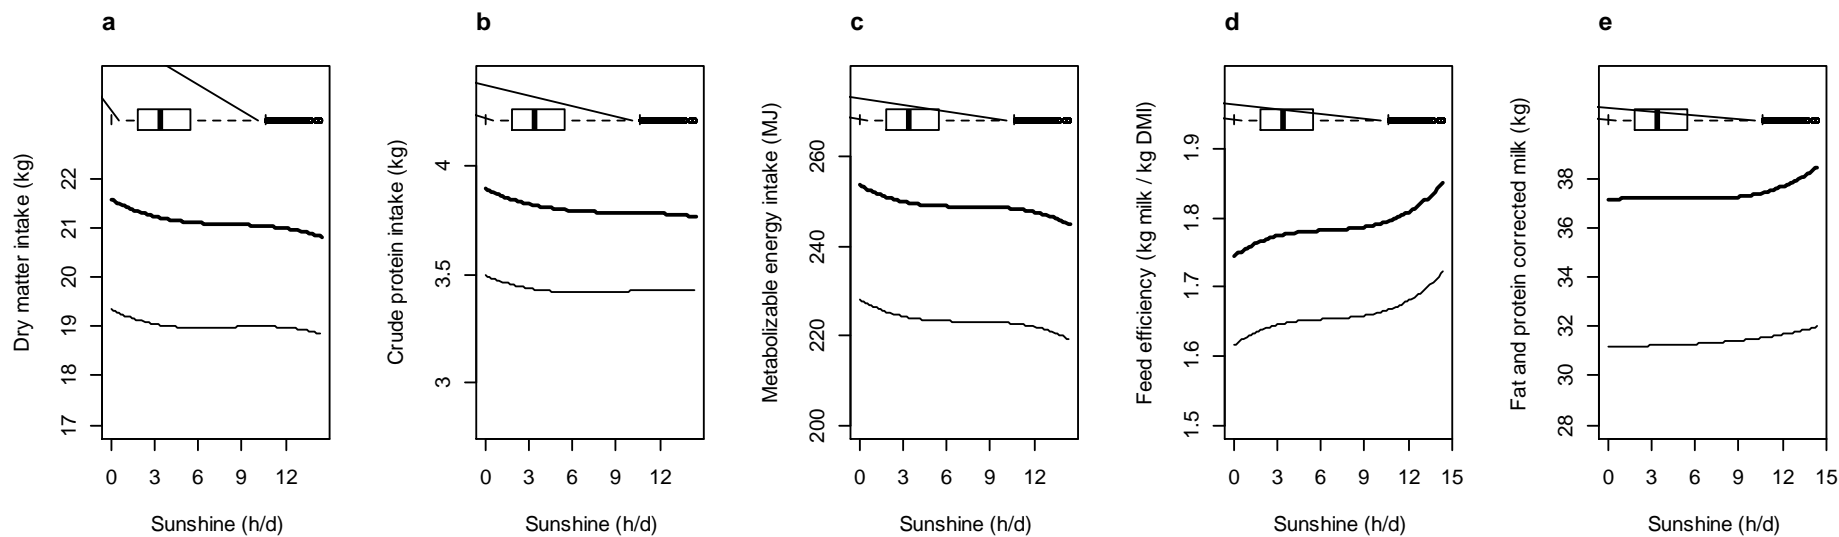 a
b
c
d
e
Dry matter intake (kg)
17 18 19 20 21 22
0 3 6 9 12
Sunshine (h/d)
Crude protein intake (kg)
3 3.5 4
0 3 6 9 12
Sunshine (h/d)
Metabolizable energy intake (MJ)
200 220 240 260
0 3 6 9 12
Sunshine (h/d)
Feed efficiency (kg milk / kg DMI)
1.5 1.6 1.7 1.8 1.9
0 3 6 9 12 15
Sunshine (h/d)
Fat and protein corrected milk (kg)
28 30 32 34 36 38
0 3 6 9 12 15
Sunshine (h/d)